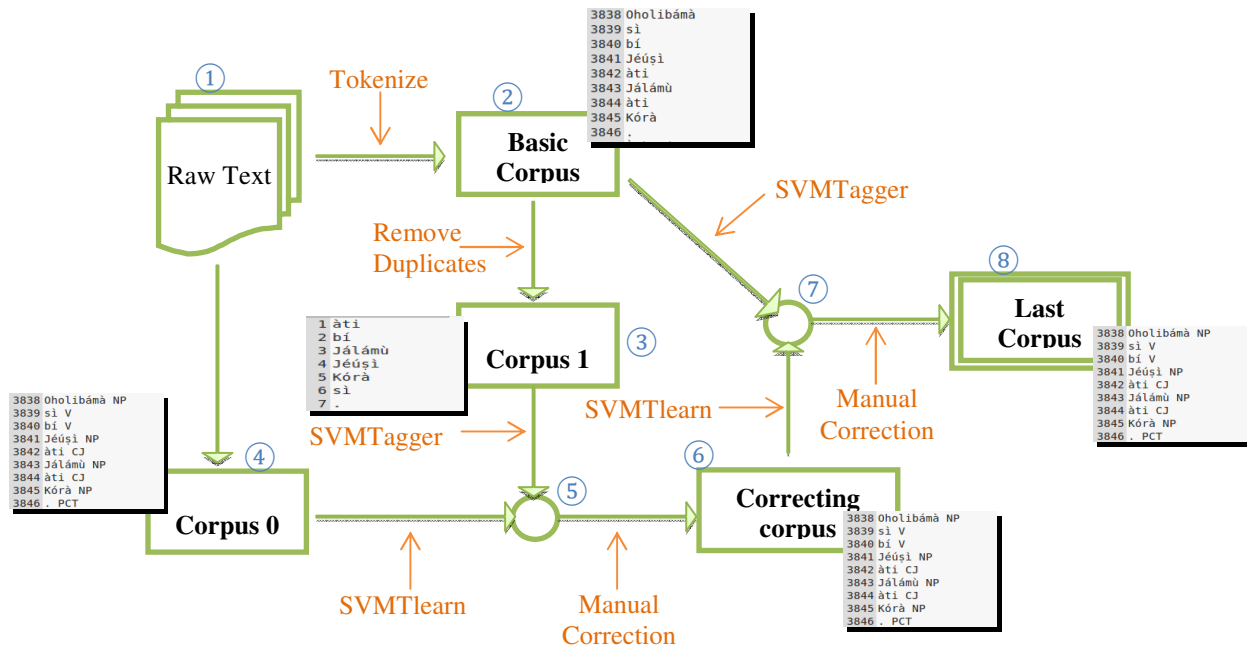 ①
Raw Text
Tokenize
②
Basic
Corpus
3838 Oholibámà
3839 sì
3840 bí
3841 Jéúṣì
3842 àti
3843 Jálámù
3844 àti
3845 Kórà
3846 .
SVMTagger
Remove
Duplicates
1 àti
2 bí
3 Jálámù
4 Jéúṣì
5 Kórà
6 sì
7 .
Corpus 1
③
⑦
⑧
Last
Corpus
3838 Oholibámà NP
3839 sì V
3840 bí V
3841 Jéúṣì NP
3842 àti CJ
3843 Jálámù NP
3844 àti CJ
3845 Kórà NP
3846 . PCT
SVMTagger
SVMTlearn
Manual
Correction
3838 Oholibámà NP
3839 sì V
3840 bí V
3841 Jéúṣì NP
3842 àti CJ
3843 Jálámù NP
3844 àti CJ
3845 Kórà NP
3846 . PCT
④
Corpus 0
⑤
⑥
Correcting
corpus
3838 Oholibámà NP
3839 sì V
3840 bí V
3841 Jéúṣì NP
3842 àti CJ
3843 Jálámù NP
3844 àti CJ
3845 Kórà NP
3846 . PCT
SVMTlearn
Manual
Correction